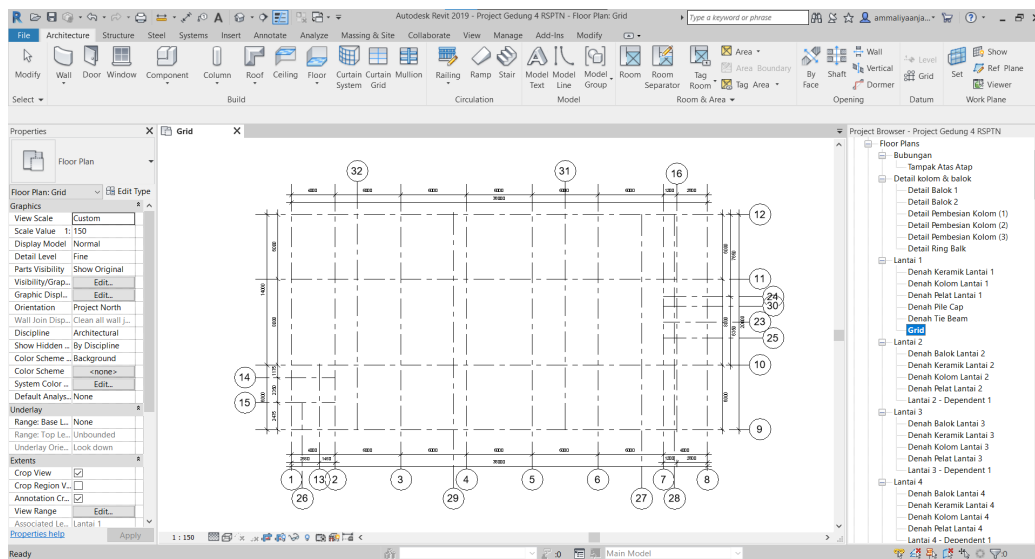 Autodesk Revit 2019 - Project Gedung 4 RSPTN - Floor Plan: Grid
Type a keyword or phrase
ammaliyaanja...
File Architecture Structure Steel Systems Insert Annotate Analyze Massing & Site Collaborate View Manage Add-Ins Modify
Modify Wall Door Window Component Column Roof Ceiling Floor Curtain System Curtain Grid Mullion Railing Ramp Stair Model Text Model Line Model Group Room Room Separator Tag Room Area Area Boundary Tag Area By Face Shaft Wall Vertical Dormer Level Grid Set Show Ref Plane Viewer
Select Build Circulation Model Room & Area Opening Datum Work Plane
Properties
Floor Plan
Floor Plan: Grid
Edit Type
Graphics
View Scale Custom
Scale Value 1: 150
Display Model Normal
Detail Level Fine
Parts Visibility Show Original
Visibility/Grap... Edit...
Graphic Displ... Edit...
Orientation Project North
Wall Join Disp... Clean all wall j...
Discipline Architectural
Show Hidden ... By Discipline
Color Scheme ... Background
Color Scheme <none>
System Color ... Edit...
Default Analys... None
Underlay
Range: Base L... None
Range: Top Le... Unbounded
Underlay Orie... Look down
Extents
Crop View
Crop Region V...
Annotation Cr...
View Range Edit...
Associated Le... Lantai 1
Properties help Apply
Grid
32 31 16
12
11
24
30
23
25
10
14
15
9
1 13 2 3 4 5 6 7 8
26 29 27 28
1 : 150
Project Browser - Project Gedung 4 RSPTN
Floor Plans
Bubungan
Tampak Atas Atap
Detail kolom & balok
Detail Balok 1
Detail Balok 2
Detail Pembesian Kolom (1)
Detail Pembesian Kolom (2)
Detail Pembesian Kolom (3)
Detail Ring Balk
Lantai 1
Denah Keramik Lantai 1
Denah Kolom Lantai 1
Denah Pelat Lantai 1
Denah Pile Cap
Denah Tie Beam
Grid
Lantai 2
Denah Balok Lantai 2
Denah Keramik Lantai 2
Denah Kolom Lantai 2
Denah Pelat Lantai 2
Lantai 2 - Dependent 1
Lantai 3
Denah Balok Lantai 3
Denah Keramik Lantai 3
Denah Kolom Lantai 3
Denah Pelat Lantai 3
Lantai 3 - Dependent 1
Lantai 4
Denah Balok Lantai 4
Denah Keramik Lantai 4
Denah Kolom Lantai 4
Denah Pelat Lantai 4
Lantai 4 - Dependent 1
Ready
:0 Main Model
:0